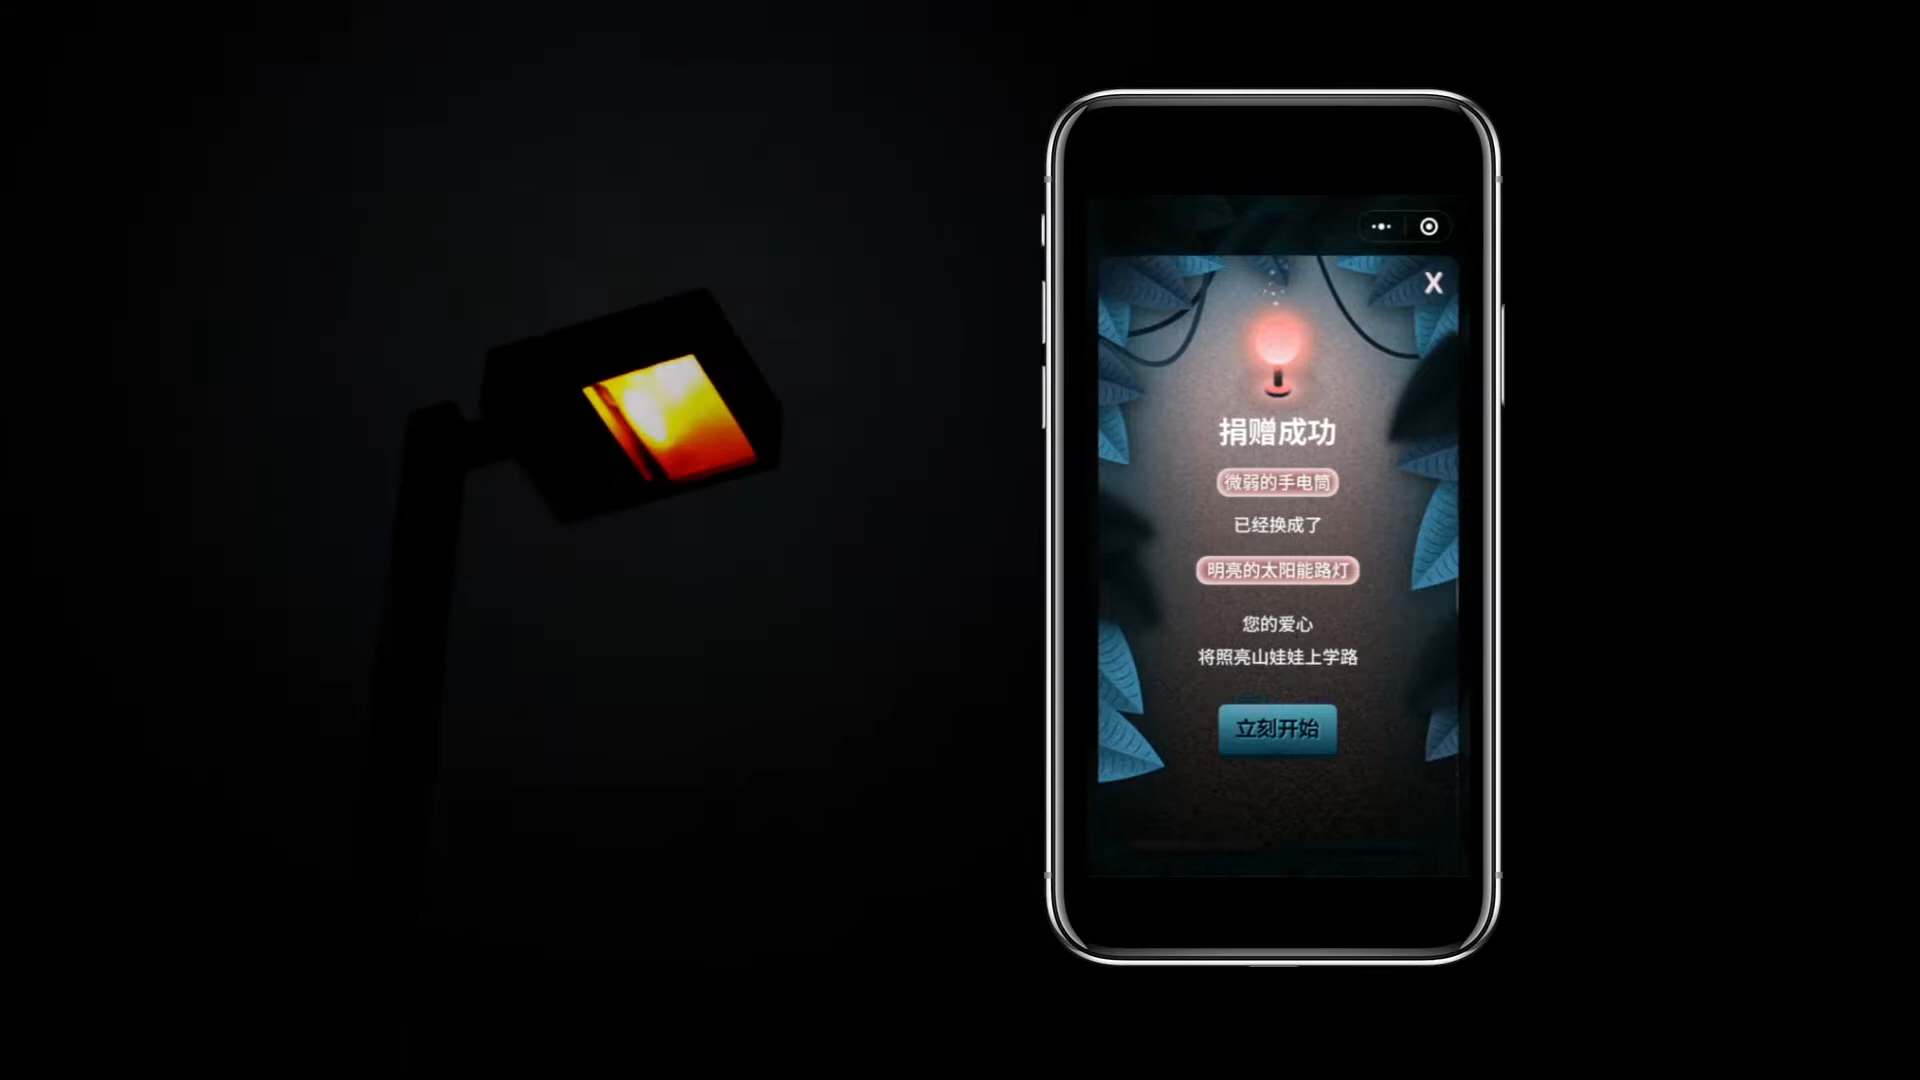 X
捐赠成功
微弱的手电筒
已经换成了
明亮的太阳能路灯
您的爱心
将照亮山娃娃上学路
立刻开始